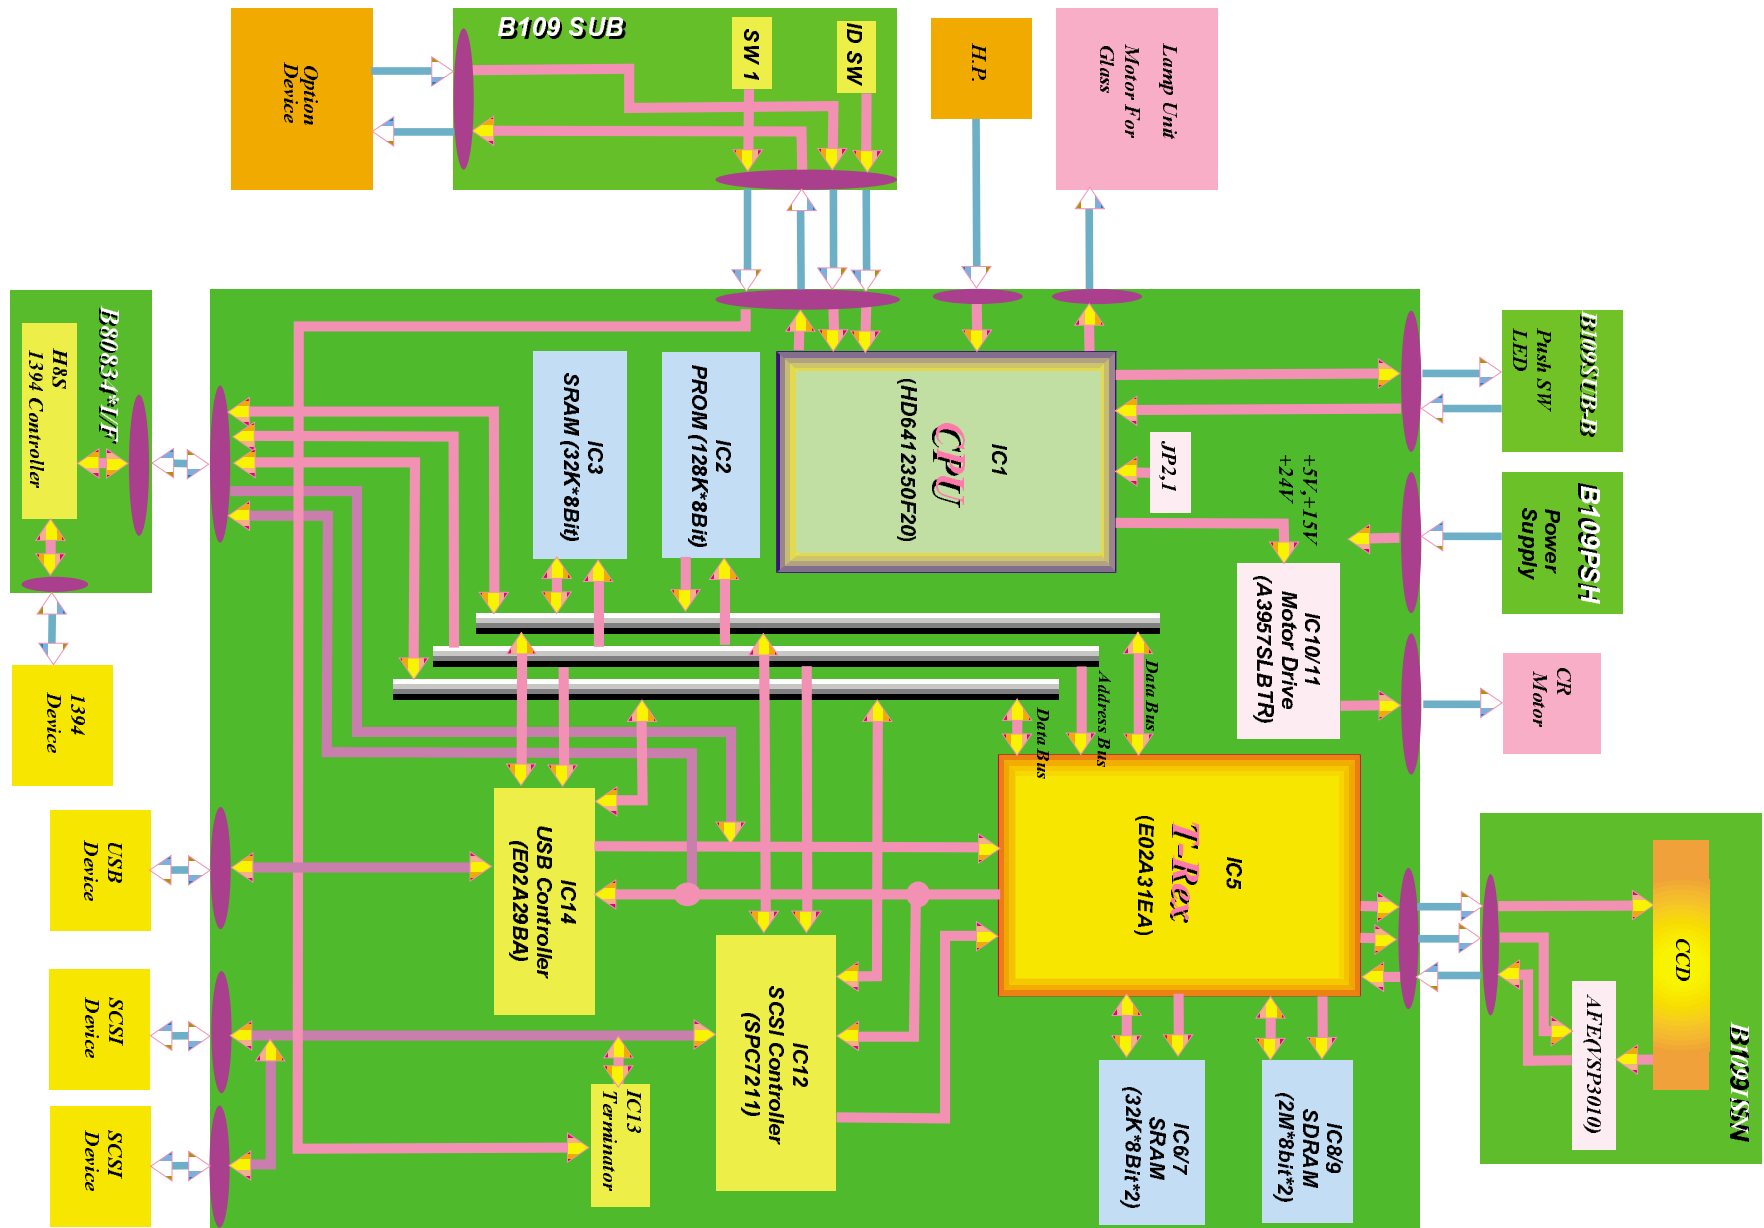 B109 SUB
SW 1
ID SW
Option
Device
H.P.
Lamp Unit
Motor For
Glass
B80834*I/F
H8S
1394 Controller
1394
Device
IC3
SRAM (32K*8Bit)
IC2
PROM (128K*8Bit)
IC1
CPU
(HD6412350F20)
JP2,1
+5V,+15V
+24V
B109SUB-B
Push SW
LED
B109PSH
Power
Supply
IC10/11
Motor Drive
(A3957SLBTR)
CR
Motor
Data Bus
Address Bus
Data Bus
IC5
T-Rex
(E02A31EA)
IC14
USB Controller
(E02A29BA)
USB
Device
SCSI
Device
SCSI
Device
IC12
SCSI Controller
(SPC7211)
IC13
Terminator
IC6/7
SRAM
(32K*8Bit*2)
IC8/9
SDRAM
(2M*8bit*2)
CCD
AFE(VSP3010)